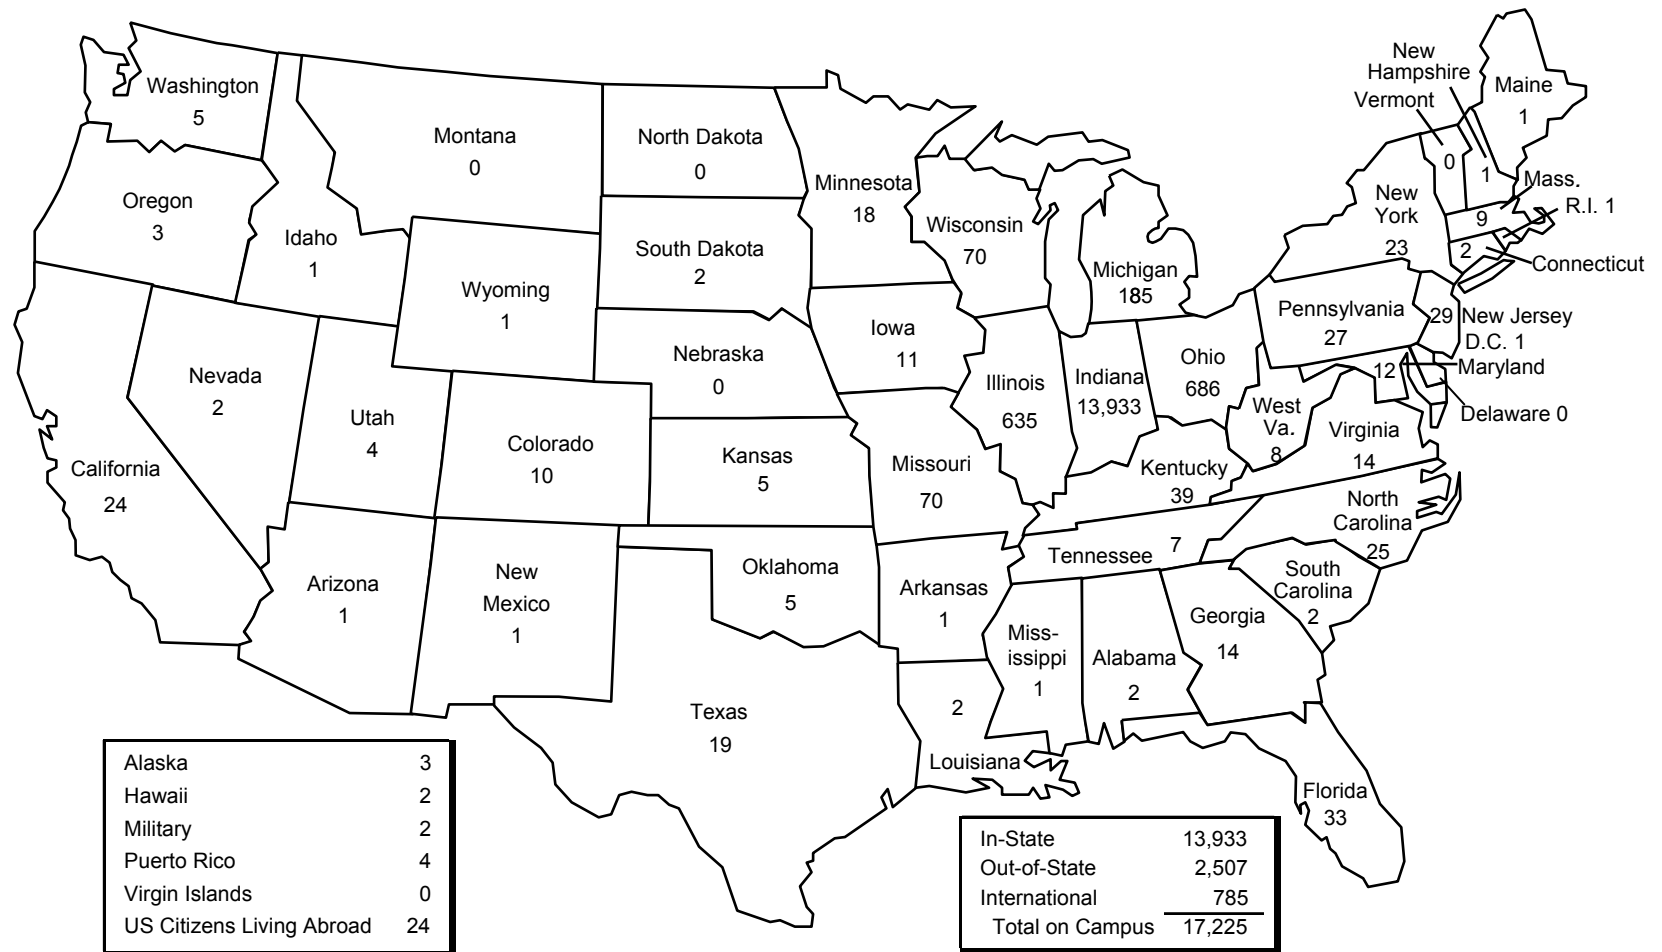 New
Hampshire
Vermont
Maine
1
Washington
5
Montana
0
North Dakota
0
Minnesota
18
0
1
Mass.
9
R.I. 1
Oregon
3
Idaho
1
Wisconsin
70
New
York
23
2
Connecticut
South Dakota
2
Michigan
185
Wyoming
1
Pennsylvania
27
29
New Jersey
D.C. 1
Iowa
11
Nebraska
0
Ohio
686
12
Maryland
Nevada
2
Illinois
635
Indiana
13,933
Delaware 0
Utah
4
West
Va.
8
Virginia
14
California
24
Colorado
10
Kansas
5
Missouri
70
Kentucky
39
North
Carolina
25
Tennessee
7
Arizona
1
New
Mexico
1
Oklahoma
5
Arkansas
1
South
Carolina
2
Miss-
issippi
1
Alabama
2
Georgia
14
Texas
19
2
Louisiana
Florida
33
Alaska 3
Hawaii 2
Military 2
Puerto Rico 4
Virgin Islands 0
US Citizens Living Abroad 24
In-State 13,933
Out-of-State 2,507
International 785
Total on Campus 17,225